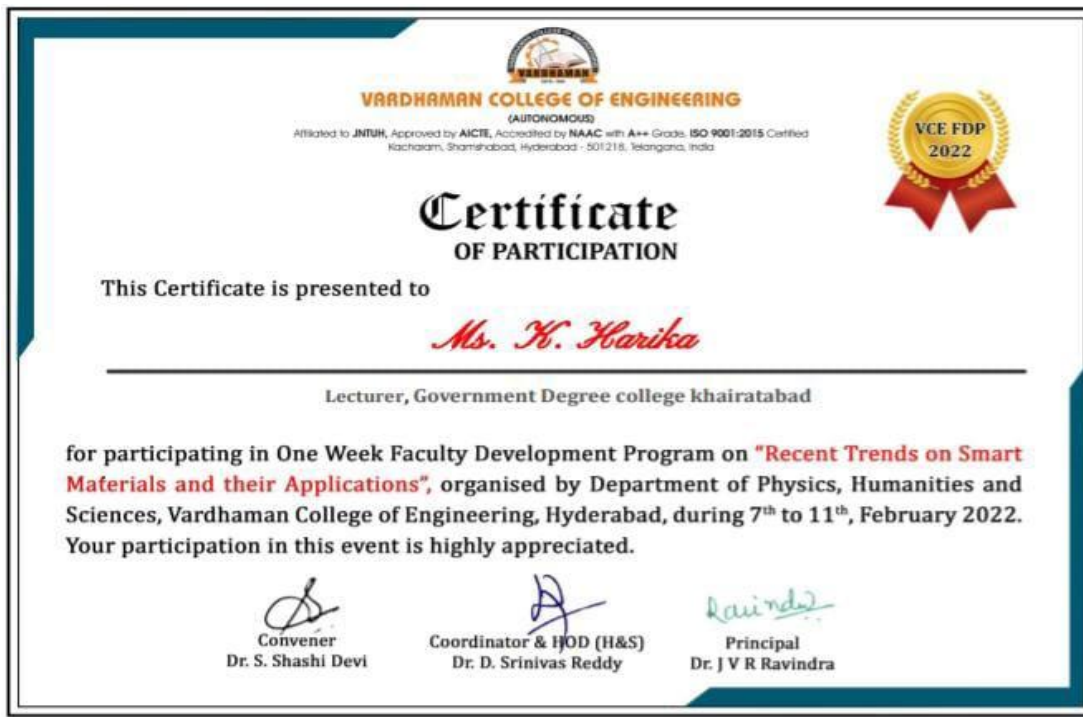 VARDHAMAN
VARDHAMAN COLLEGE OF ENGINEERING
(AUTONOMOUS)
Affiliated to JNTUH, Approved by AICTE, Accredited by NAAC with A++ Grade, ISO 9001:2015 Certified
Kacharam, Shamshabad, Hyderabad - 501218, Telangana, India
VCE FDP
2022
Certificate
OF PARTICIPATION
This Certificate is presented to
Ms. K. Harika
Lecturer, Government Degree college khairatabad
for participating in One Week Faculty Development Program on "Recent Trends on Smart
Materials and their Applications", organised by Department of Physics, Humanities and
Sciences, Vardhaman College of Engineering, Hyderabad, during 7th to 11th, February 2022.
Your participation in this event is highly appreciated.
Ravindra
Convener
Dr. S. Shashi Devi
Coordinator & HOD (H&S)
Dr. D. Srinivas Reddy
Principal
Dr. J V R Ravindra